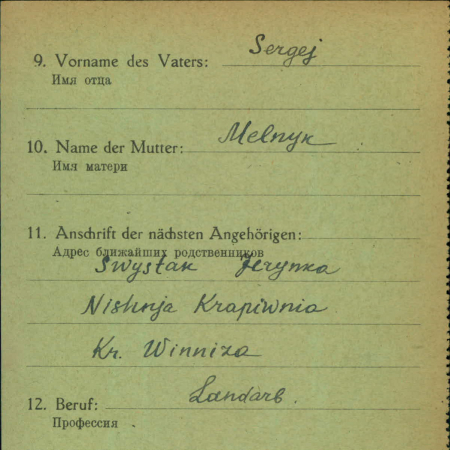 9. Vorname des Vaters: Sergej
Имя отца
10. Name der Mutter: Melnyk
Имя матери
11. Anschrift der nächsten Angehörigen:
Адрес ближайших родственников
Swystak Jerynka
Nishnja Krapiwnia
Kr. Winniza
12. Beruf: Landarb.
Профессия